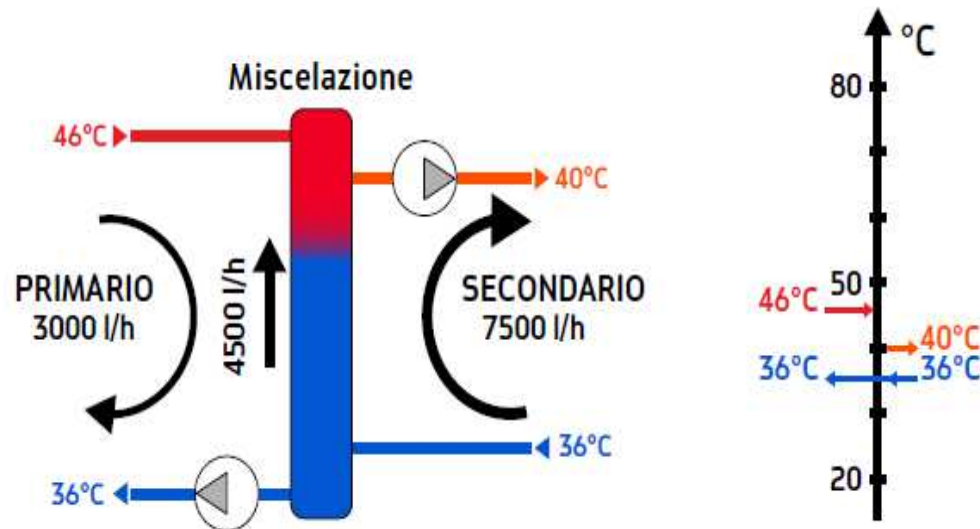 Miscelazione
46°C
40°C
PRIMARIO
3000 l/h
4500 l/h
SECONDARIO
7500 l/h
36°C
36°C
°C
80
50
46°C
40°C
36°C
36°C
20